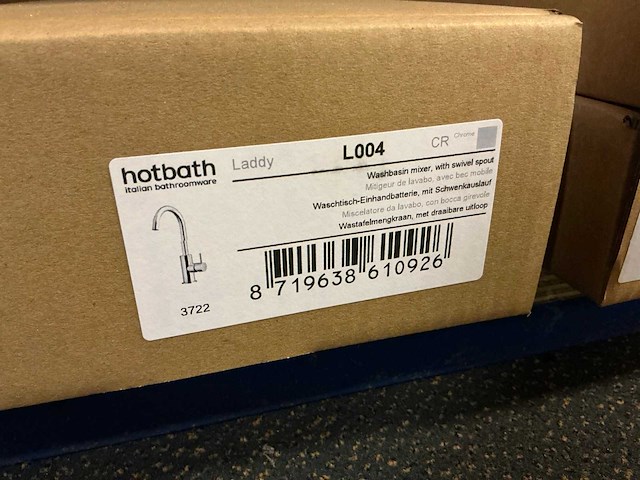 hotbath
italian bathroomware
Laddy
L004
CR
Chrome
Washbasin mixer, with swivel spout
Mitigeur de lavabo, avec bec mobile
Waschtisch-Einhandbatterie, mit Schwenkauslauf
Miscelatore da lavabo, con bocca girevole
Wastafelmengkraan, met draaibare uitloop
8 719638 610926
3722